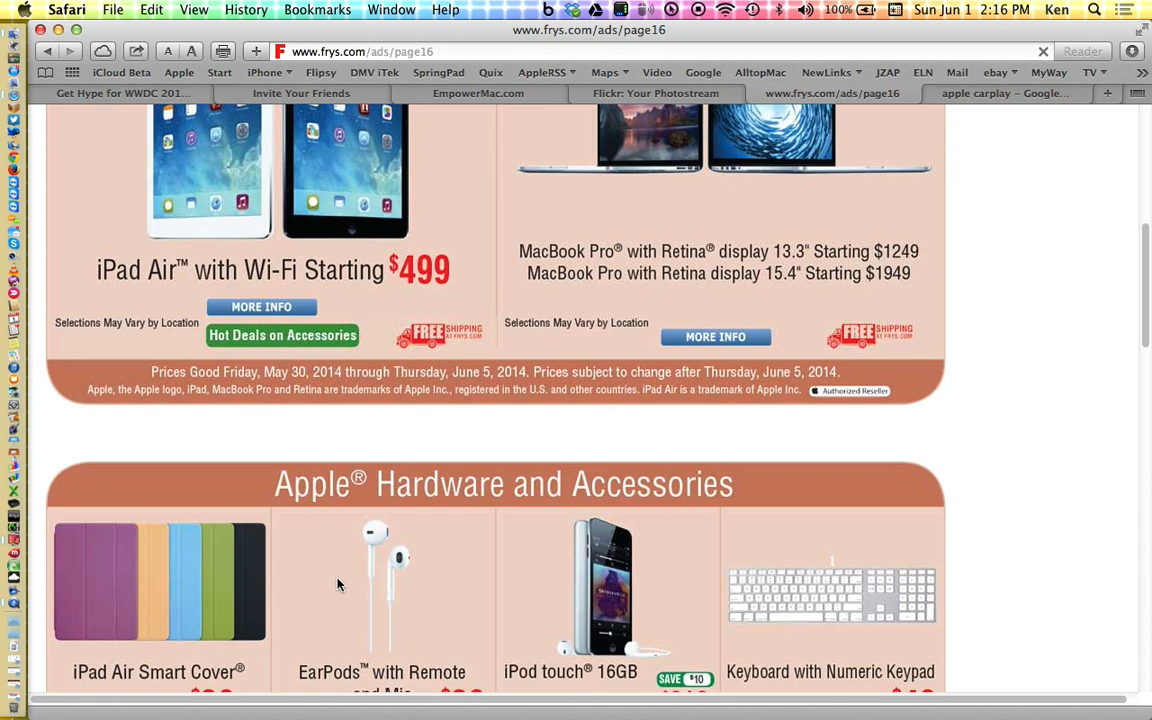 Safari File Edit View History Bookmarks Window Help 100% Sun Jun 1 2:16 PM Ken
www.frys.com/ads/page16
A A + F www.frys.com/ads/page16 Reader
iCloud Beta Apple Start iPhone Flipsy DMV iTek SpringPad Quix AppleRSS Maps Video Google AlltopMac NewLinks JZAP ELN Mail ebay MyWay TV
Get Hype for WWDC 201... Invite Your Friends EmpowerMac.com Flickr: Your Photostream www.frys.com/ads/page16 apple carplay – Google...
iPad Air™ with Wi-Fi Starting $499
MORE INFO
Selections May Vary by Location
Hot Deals on Accessories
FREE SHIPPING AT FRYS.COM
MacBook Pro® with Retina® display 13.3" Starting $1249
MacBook Pro with Retina display 15.4" Starting $1949
Selections May Vary by Location
MORE INFO
FREE SHIPPING AT FRYS.COM
Prices Good Friday, May 30, 2014 through Thursday, June 5, 2014. Prices subject to change after Thursday, June 5, 2014.
Apple, the Apple logo, iPad, MacBook Pro and Retina are trademarks of Apple Inc., registered in the U.S. and other countries. iPad Air is a trademark of Apple Inc. Authorized Reseller
Apple® Hardware and Accessories
iPad Air Smart Cover®
EarPods™ with Remote
and Mic
iPod touch® 16GB
SAVE $10
Keyboard with Numeric Keypad